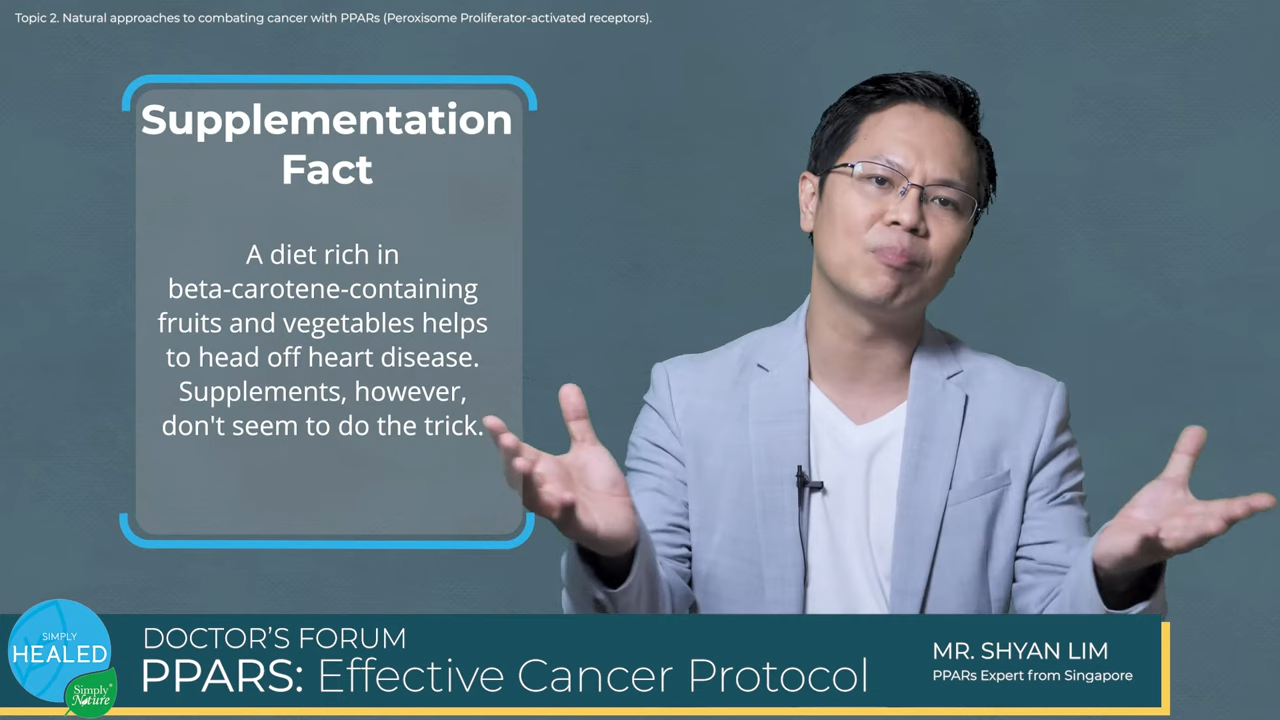 Topic 2. Natural approaches to combating cancer with PPARs (Peroxisome Proliferator-activated receptors).
Supplementation
Fact
A diet rich in
beta-carotene-containing
fruits and vegetables helps
to head off heart disease.
Supplements, however,
don't seem to do the trick.
SIMPLY
HEALED
Simply
Nature
DOCTOR'S FORUM
PPARS: Effective Cancer Protocol
MR. SHYAN LIM
PPARs Expert from Singapore